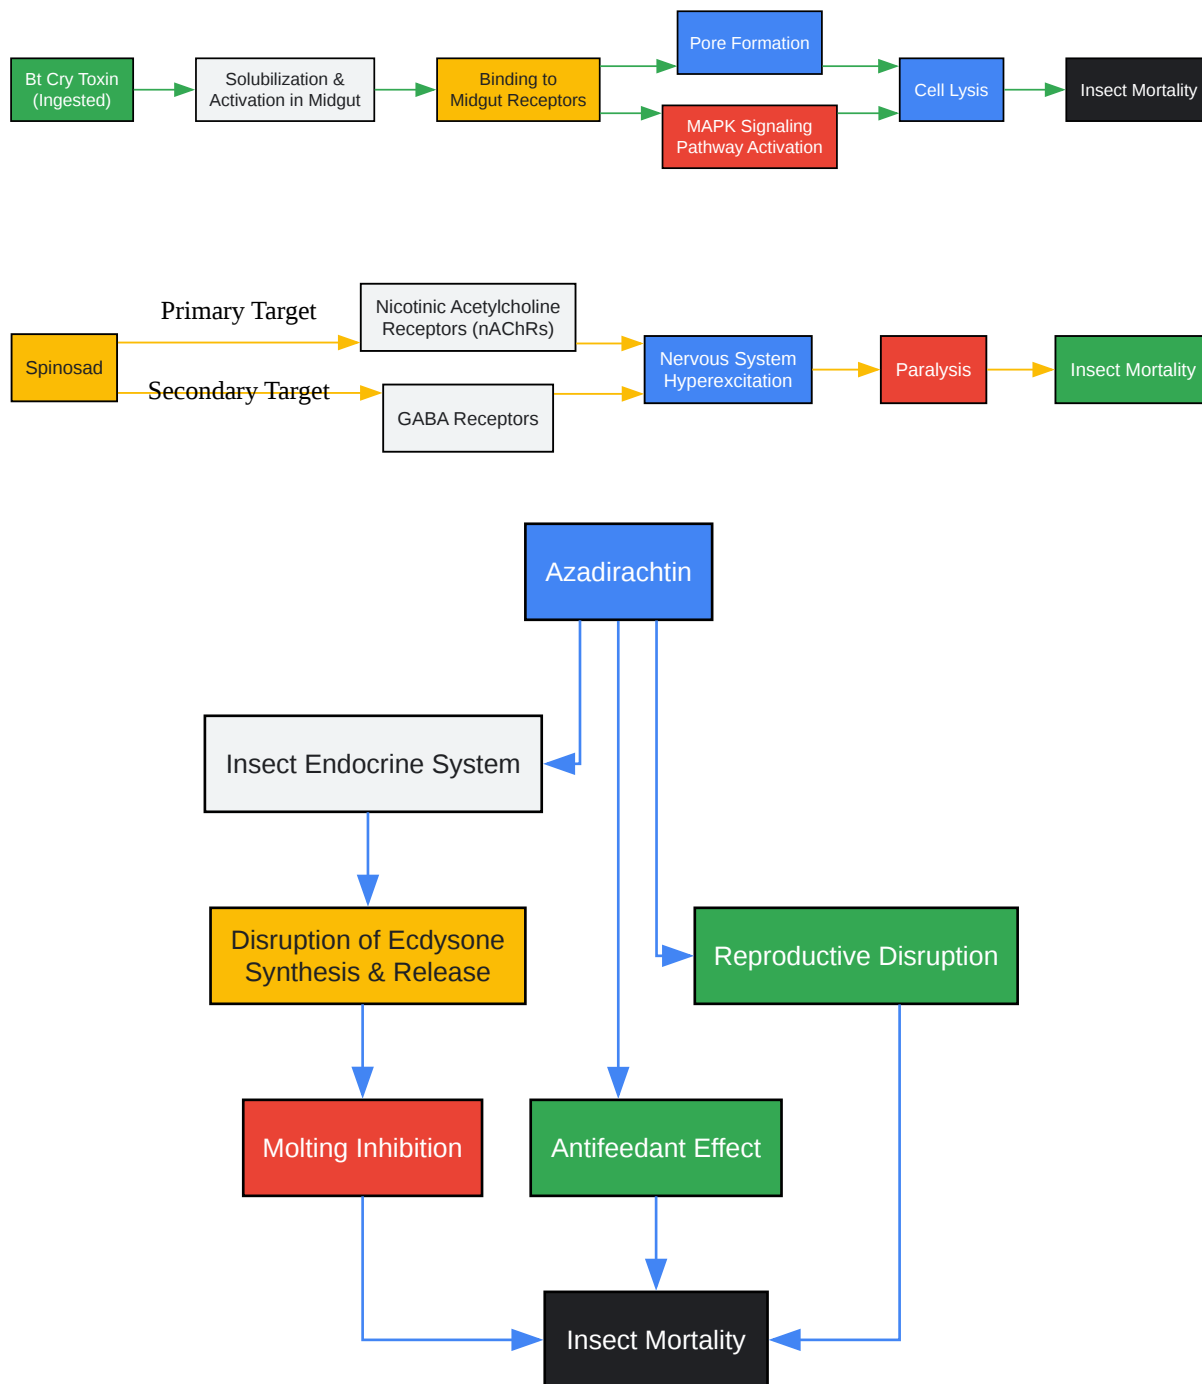 Bt Cry Toxin
(Ingested)
Solubilization &
Activation in Midgut
Binding to
Midgut Receptors
Pore Formation
MAPK Signaling
Pathway Activation
Cell Lysis
Insect Mortality
Spinosad
Primary Target
Secondary Target
Nicotinic Acetylcholine
Receptors (nAChRs)
GABA Receptors
Nervous System
Hyperexcitation
Paralysis
Insect Mortality
Azadirachtin
Insect Endocrine System
Disruption of Ecdysone
Synthesis & Release
Reproductive Disruption
Molting Inhibition
Antifeedant Effect
Insect Mortality